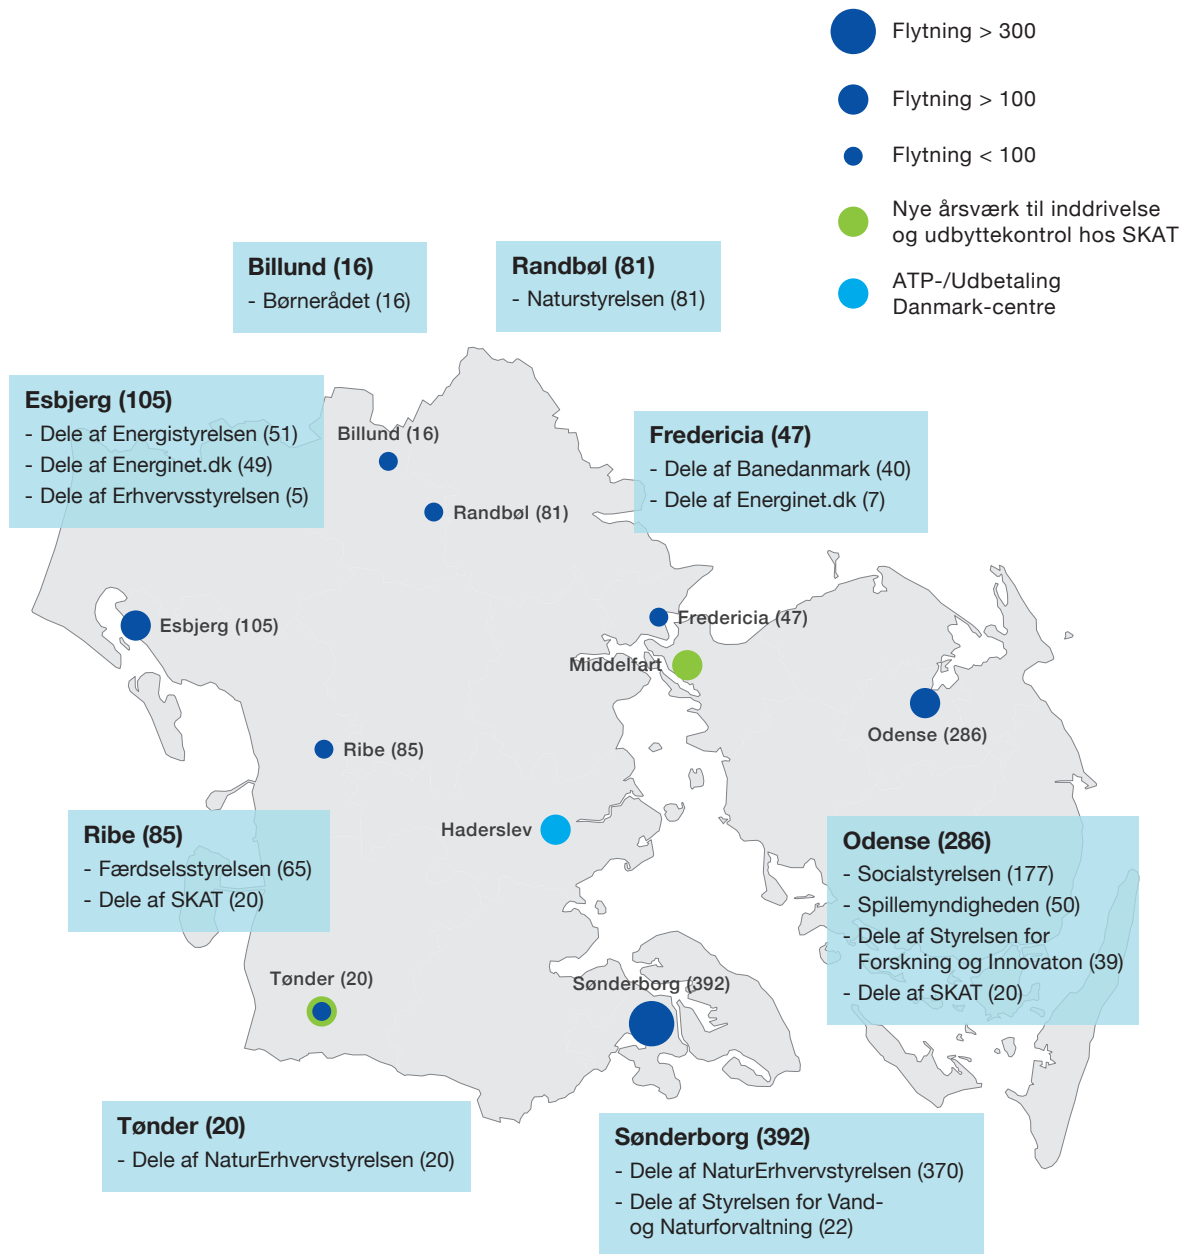 Flytning > 300
Flytning > 100
Flytning < 100
Nye årsværk til inddrivelse
og udbyttekontrol hos SKAT
ATP-/Udbetaling
Danmark-centre
Billund (16)
- Børnerådet (16)
Randbøl (81)
- Naturstyrelsen (81)
Esbjerg (105)
- Dele af Energistyrelsen (51)
- Dele af Energinet.dk (49)
- Dele af Erhvervsstyrelsen (5)
Fredericia (47)
- Dele af Banedanmark (40)
- Dele af Energinet.dk (7)
Billund (16)
Randbøl (81)
Fredericia (47)
Esbjerg (105)
Middelfart
Odense (286)
Ribe (85)
Haderslev
Ribe (85)
- Færdselsstyrelsen (65)
- Dele af SKAT (20)
Odense (286)
- Socialstyrelsen (177)
- Spillemyndigheden (50)
- Dele af Styrelsen for
Forskning og Innovaton (39)
- Dele af SKAT (20)
Tønder (20)
Sønderborg (392)
Tønder (20)
- Dele af NaturErhvervstyrelsen (20)
Sønderborg (392)
- Dele af NaturErhvervstyrelsen (370)
- Dele af Styrelsen for Vand-
og Naturforvaltning (22)